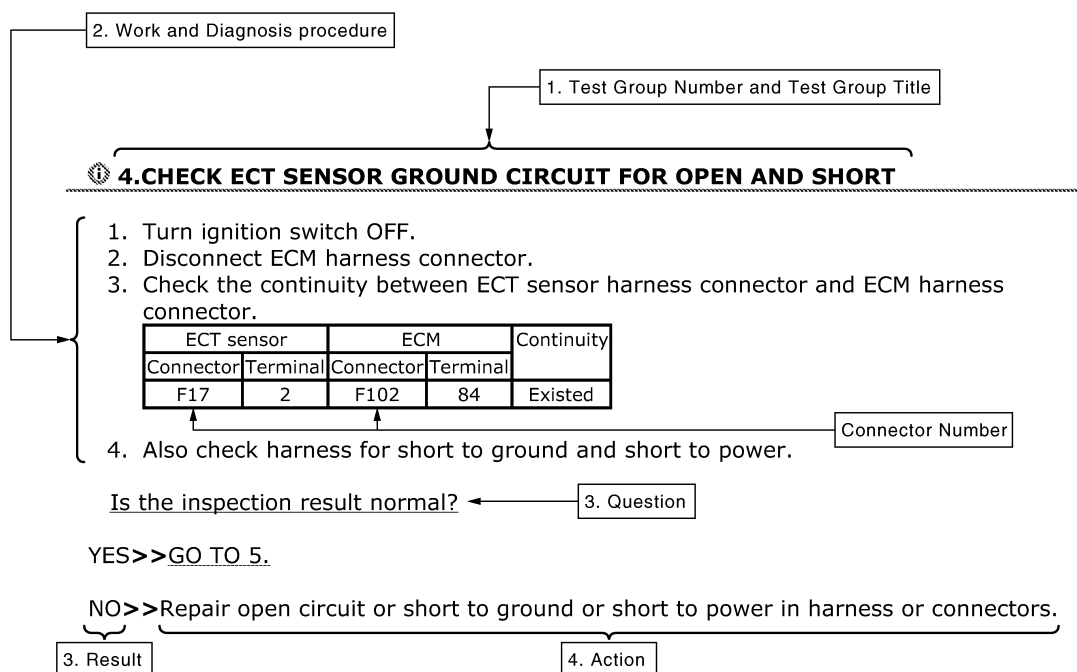 2. Work and Diagnosis procedure
1. Test Group Number and Test Group Title
4.CHECK ECT SENSOR GROUND CIRCUIT FOR OPEN AND SHORT
1. Turn ignition switch OFF.
2. Disconnect ECM harness connector.
3. Check the continuity between ECT sensor harness connector and ECM harness
connector.
ECT sensor ECM Continuity
Connector Terminal Connector Terminal
F17 2 F102 84 Existed
Connector Number
4. Also check harness for short to ground and short to power.
Is the inspection result normal? 3. Question
YES>>GO TO 5.
NO>>Repair open circuit or short to ground or short to power in harness or connectors.
3. Result 4. Action